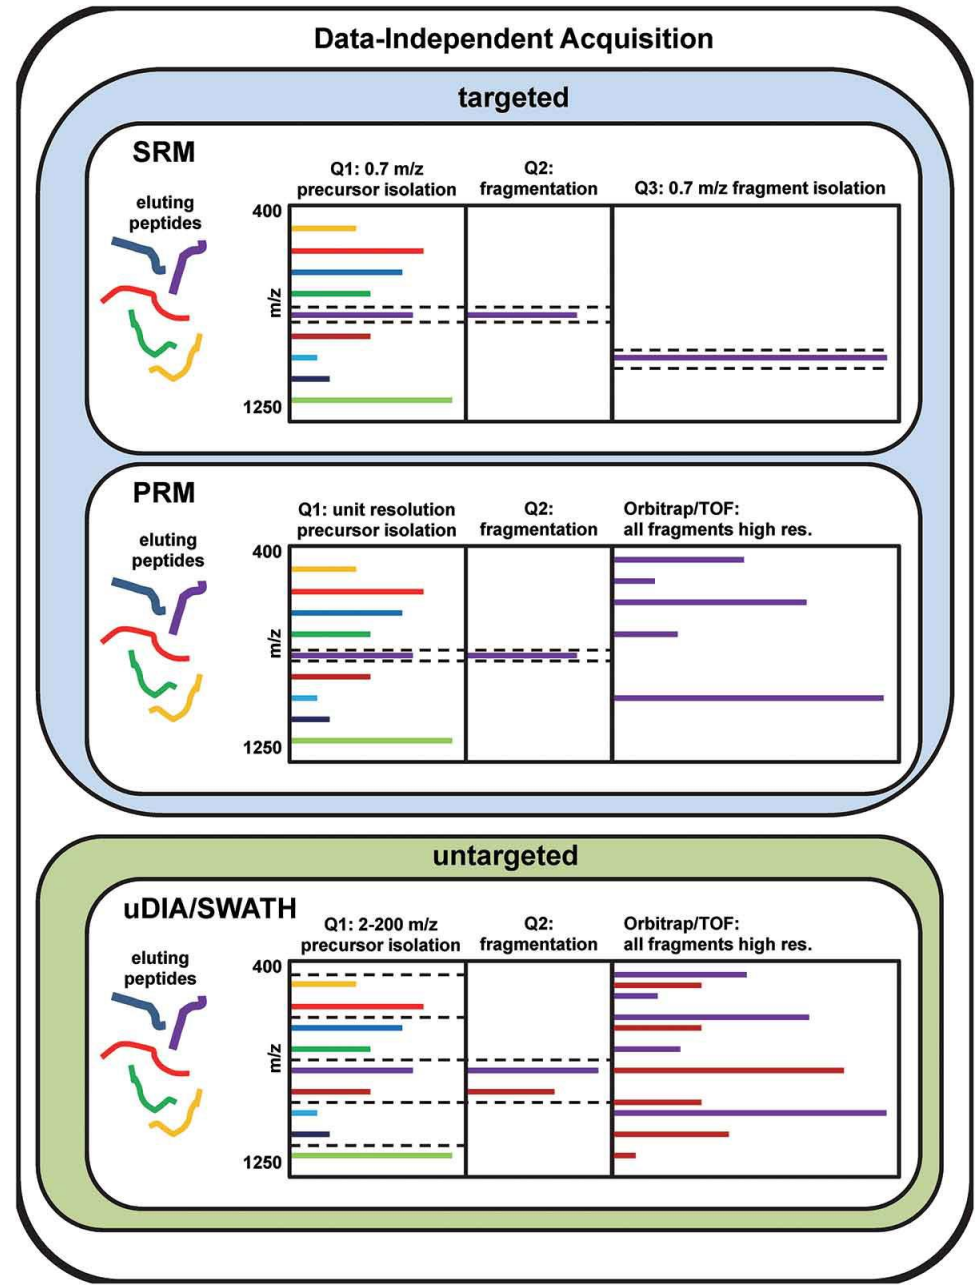 Data-Independent Acquisition
targeted
SRM
eluting
peptides
Q1: 0.7 m/z
precursor isolation
Q2:
fragmentation
Q3: 0.7 m/z fragment isolation
400
m/z
1250
PRM
eluting
peptides
Q1: unit resolution
precursor isolation
Q2:
fragmentation
Orbitrap/TOF:
all fragments high res.
400
m/z
1250
untargeted
uDIA/SWATH
eluting
peptides
Q1: 2-200 m/z
precursor isolation
Q2:
fragmentation
Orbitrap/TOF:
all fragments high res.
400
m/z
1250